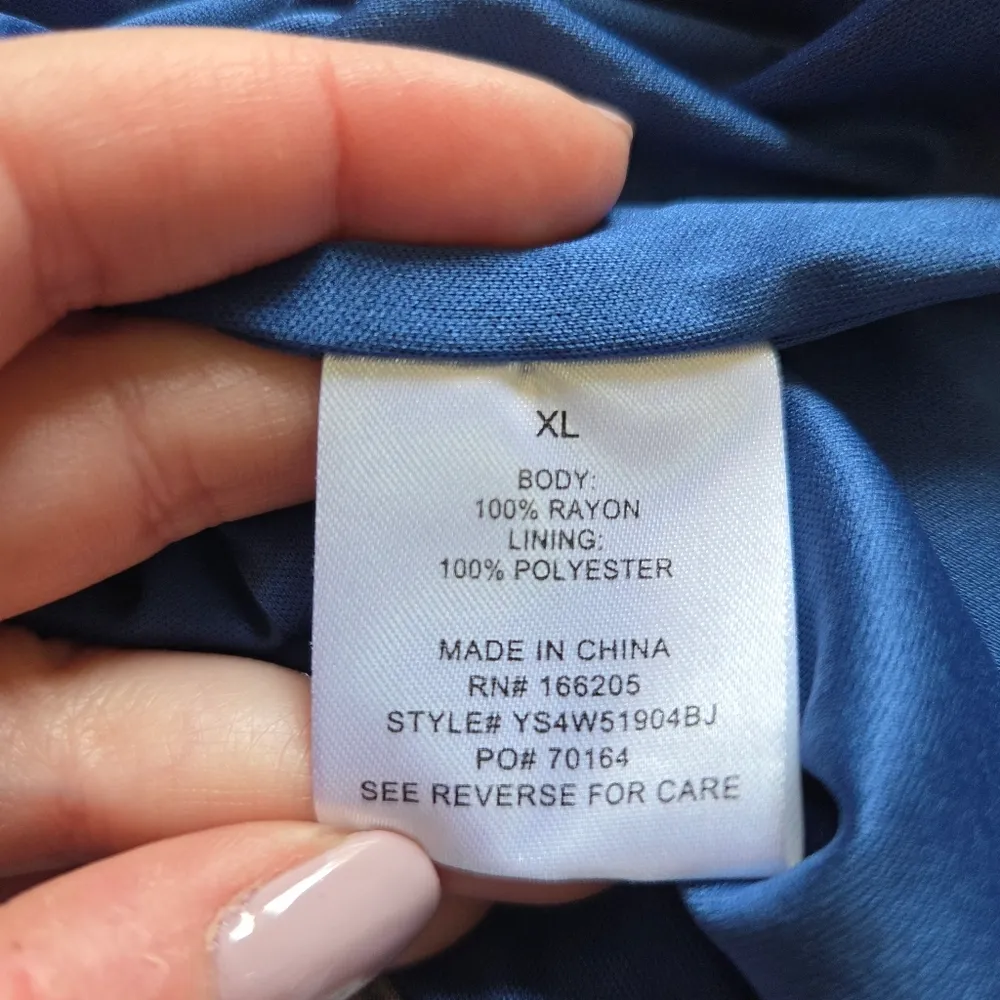 XL
BODY:
100% RAYON
LINING:
100% POLYESTER
MADE IN CHINA
RN# 166205
STYLE# YS4W51904BJ
PO# 70164
SEE REVERSE FOR CARE